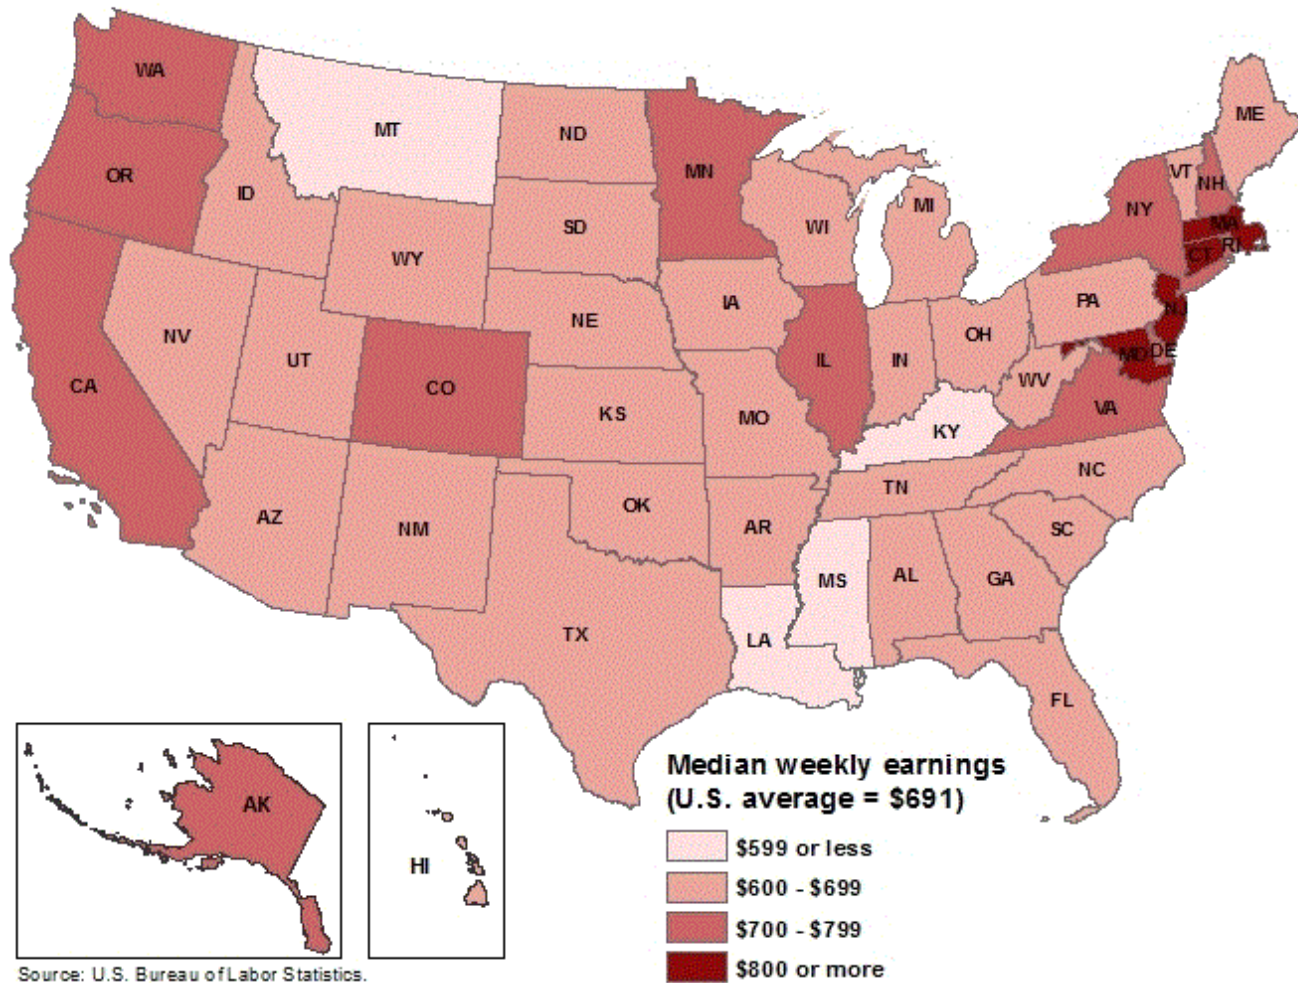 WA
MT
ND
MN
ME
OR
ID
SD
WI
MI
NY
VT
NH
MA
WY
CT
RI
NV
UT
NE
IA
PA
NJ
CA
CO
KS
MO
IL
IN
OH
WV
MD
DE
VA
KY
AZ
NM
OK
AR
TN
NC
SC
TX
LA
MS
AL
GA
FL
AK
HI
Median weekly earnings
(U.S. average = $691)
$599 or less
$600 - $699
$700 - $799
$800 or more
Source: U.S. Bureau of Labor Statistics.